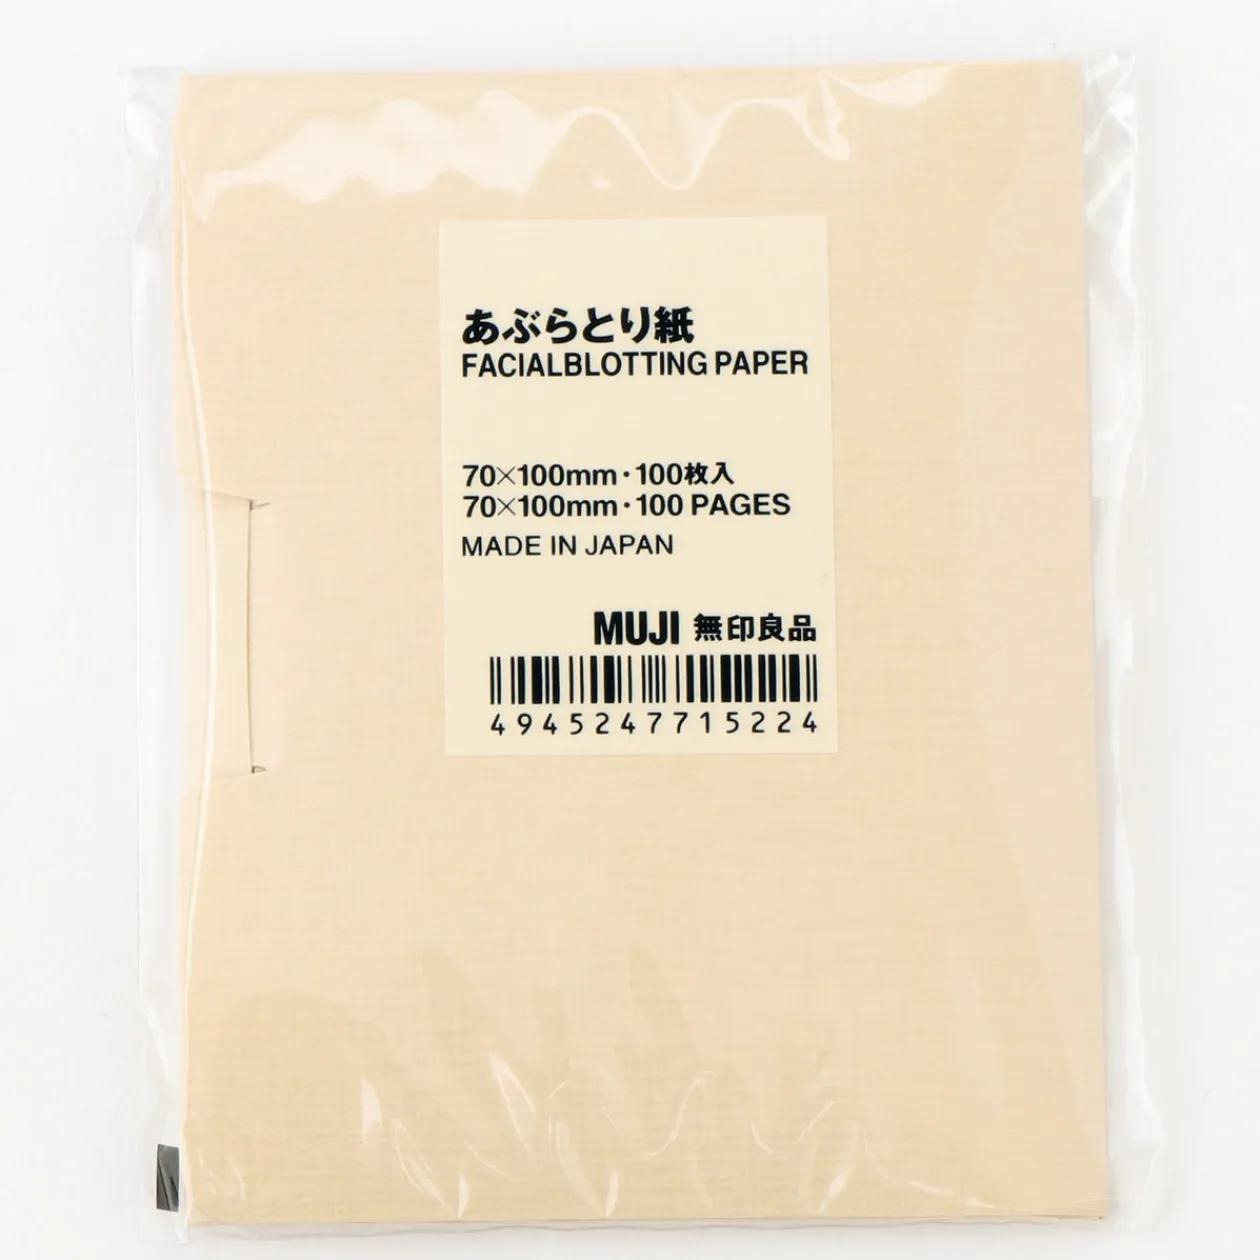 あぶらとり紙
FACIALBLOTTING PAPER
70×100mm・100枚入
70×100mm・100 PAGES
MADE IN JAPAN
MUJI 無印良品
4945247715224